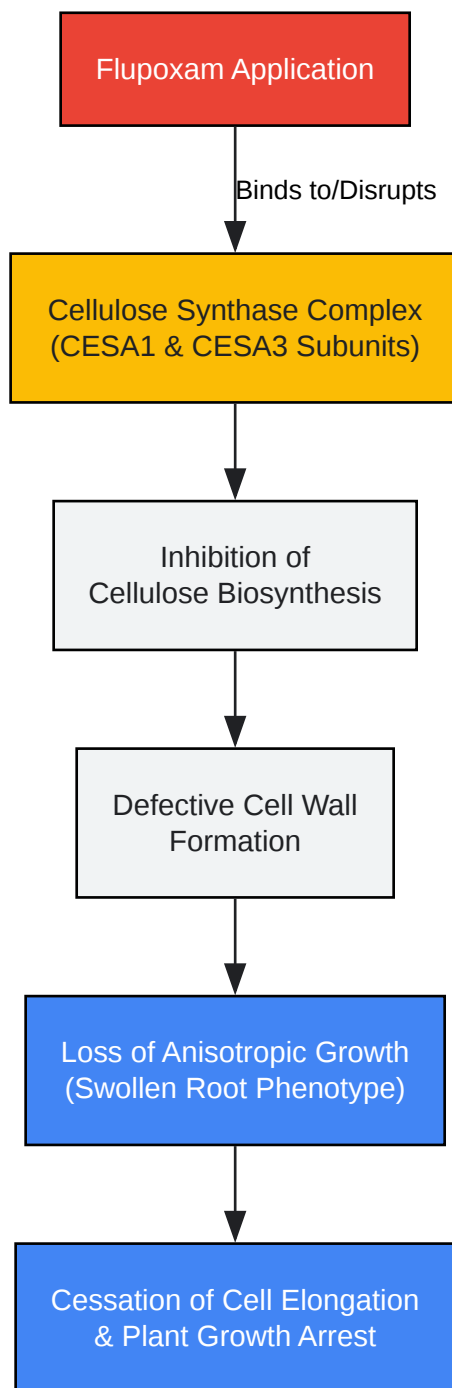 Flupoxam Application
Binds to/Disrupts
Cellulose Synthase Complex
(CESA1 & CESA3 Subunits)
Inhibition of
Cellulose Biosynthesis
Defective Cell Wall
Formation
Loss of Anisotropic Growth
(Swollen Root Phenotype)
Cessation of Cell Elongation
& Plant Growth Arrest